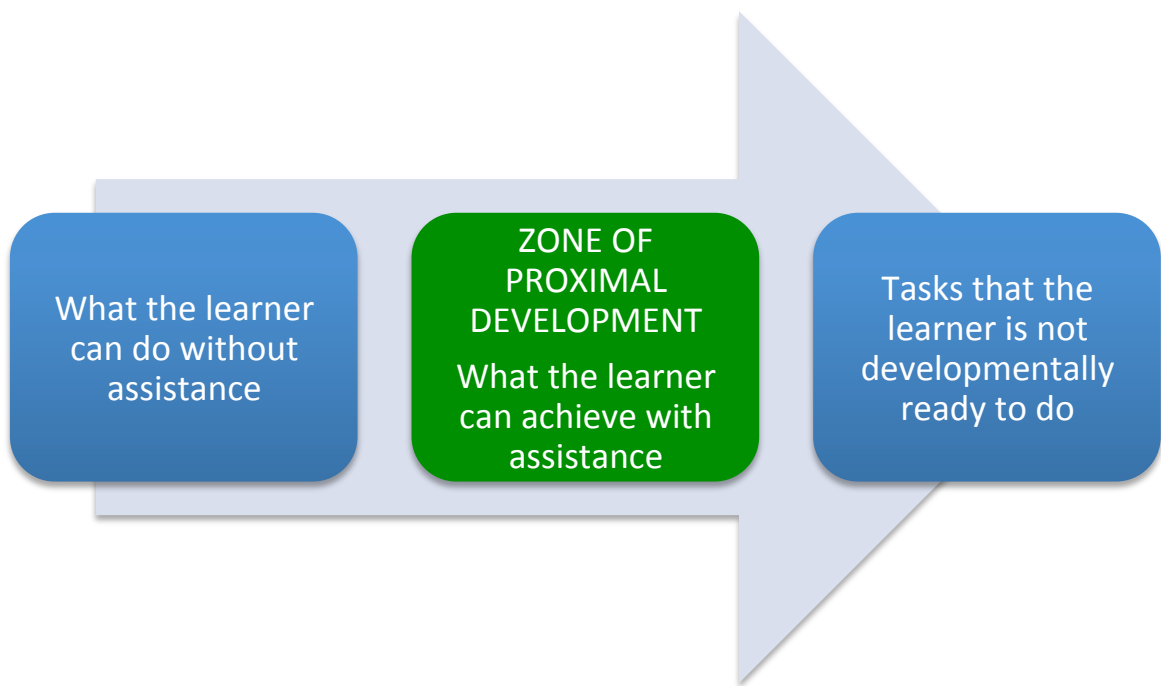 What the learner
can do without
assistance
ZONE OF
PROXIMAL
DEVELOPMENT
What the learner
can achieve with
assistance
Tasks that the
learner is not
developmentally
ready to do